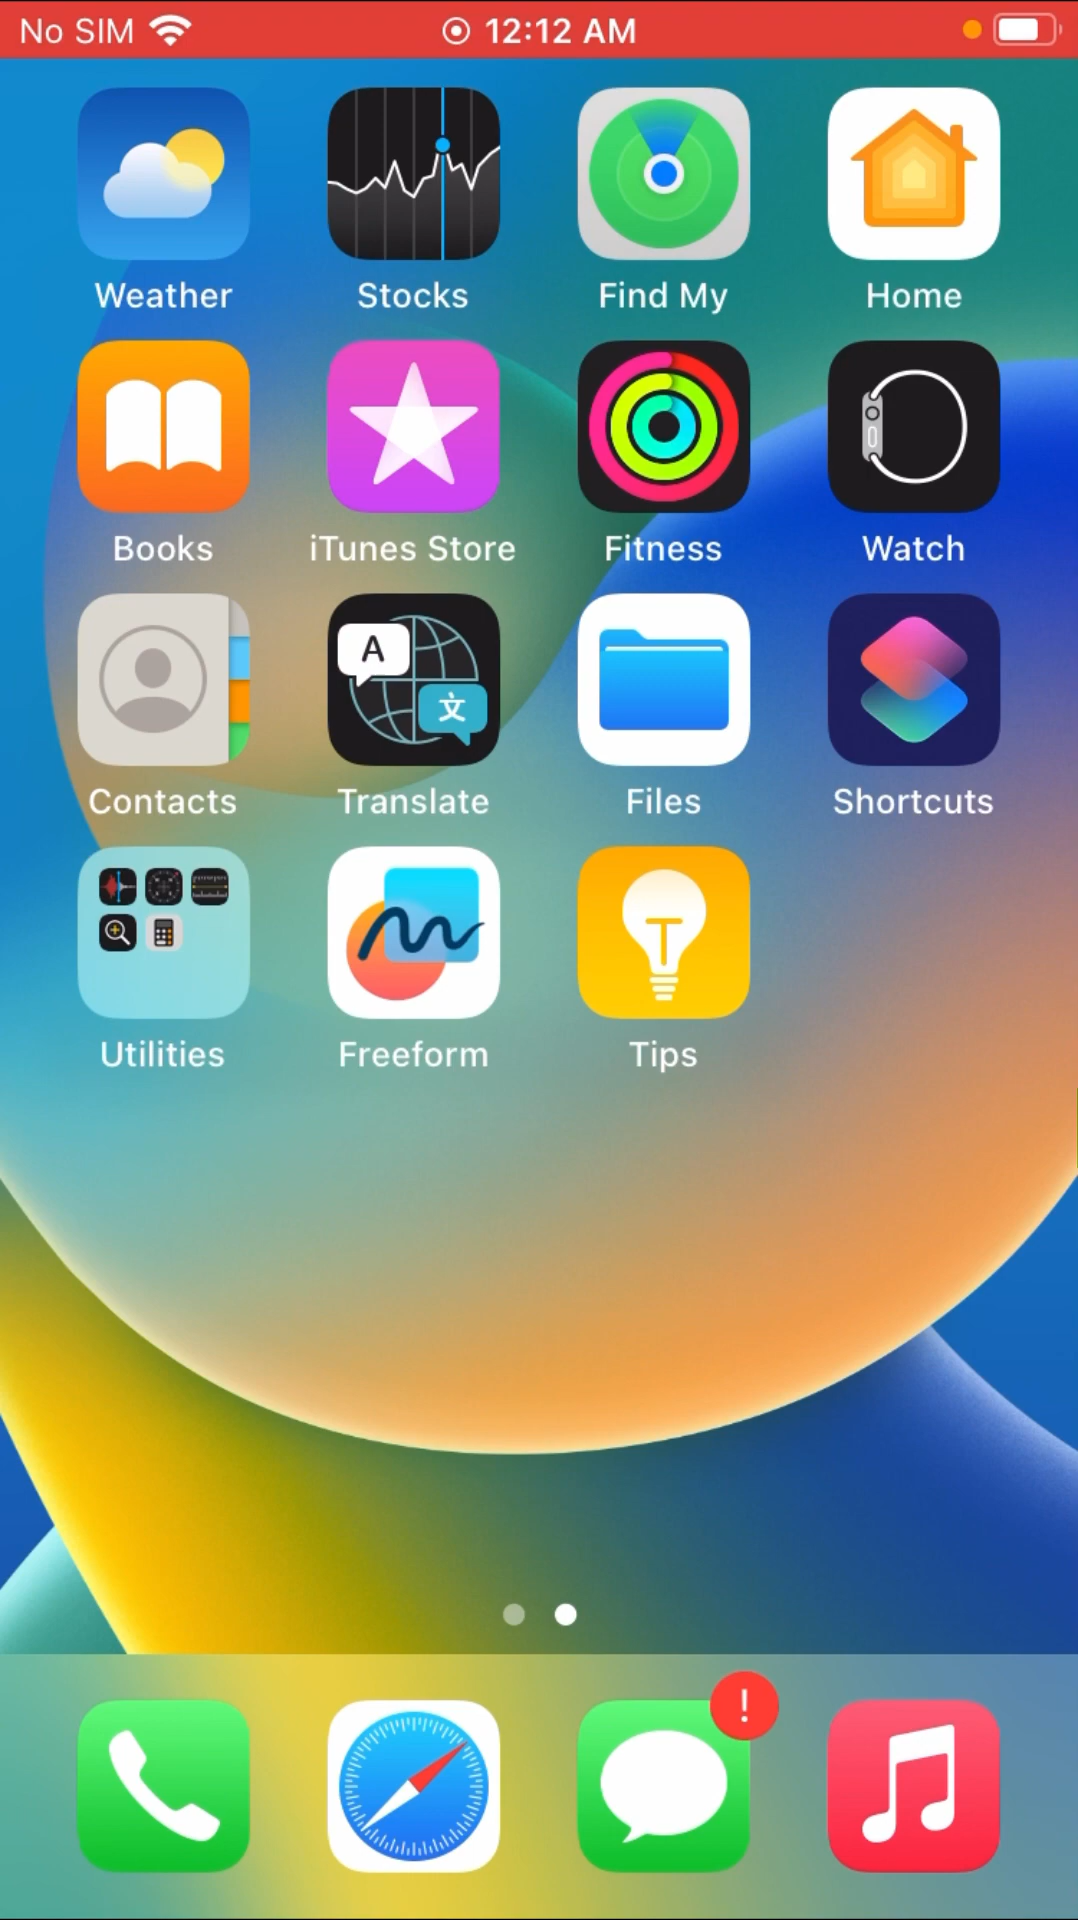 No SIM 12:12 AM
Weather Stocks Find My Home
Books iTunes Store Fitness Watch
A 文
Contacts Translate Files Shortcuts
Utilities Freeform Tips
!